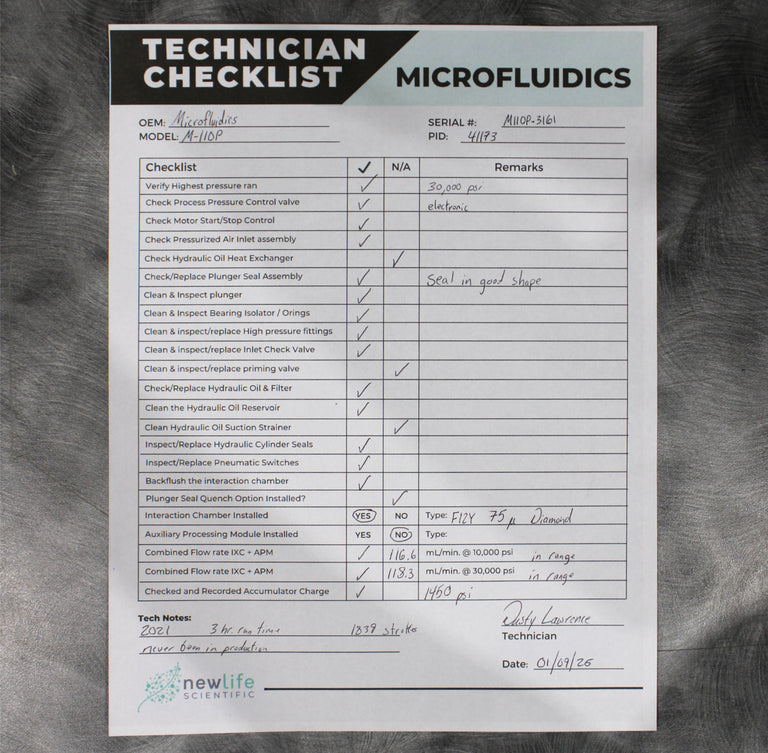 TECHNICIAN
CHECKLIST
MICROFLUIDICS
OEM: Microfluidics SERIAL #: M110P-3161
MODEL: M-110P PID: 41173
Checklist ✓ N/A Remarks
Verify Highest pressure ran ✓ 30,000 psi
Check Process Pressure Control valve ✓ electronic
Check Motor Start/Stop Control ✓
Check Pressurized Air Inlet assembly ✓
Check Hydraulic Oil Heat Exchanger ✓
Check/Replace Plunger Seal Assembly ✓ Seal in good shape
Clean & Inspect plunger ✓
Clean & Inspect Bearing Isolator / Orings ✓
Clean & inspect/replace High pressure fittings ✓
Clean & inspect/replace Inlet Check Valve ✓
Clean & inspect/replace priming valve ✓
Check/Replace Hydraulic Oil & Filter ✓
Clean the Hydraulic Oil Reservoir ✓
Clean Hydraulic Oil Suction Strainer ✓
Inspect/Replace Hydraulic Cylinder Seals ✓
Inspect/Replace Pneumatic Switches ✓
Backflush the interaction chamber ✓
Plunger Seal Quench Option Installed? ✓
Interaction Chamber Installed YES NO Type: F12Y 75 μ Diamond
Auxiliary Processing Module Installed YES NO Type:
Combined Flow rate IXC + APM ✓ 116.6 mL/min. @ 10,000 psi in range
Combined Flow rate IXC + APM ✓ 118.3 mL/min. @ 30,000 psi in range
Checked and Recorded Accumulator Charge ✓ 1450 psi
Tech Notes: Dusty Lawrence
2021 3 hr. run time 1839 strokes Technician
never been in production
Date: 01/09/25
newlife
SCIENTIFIC